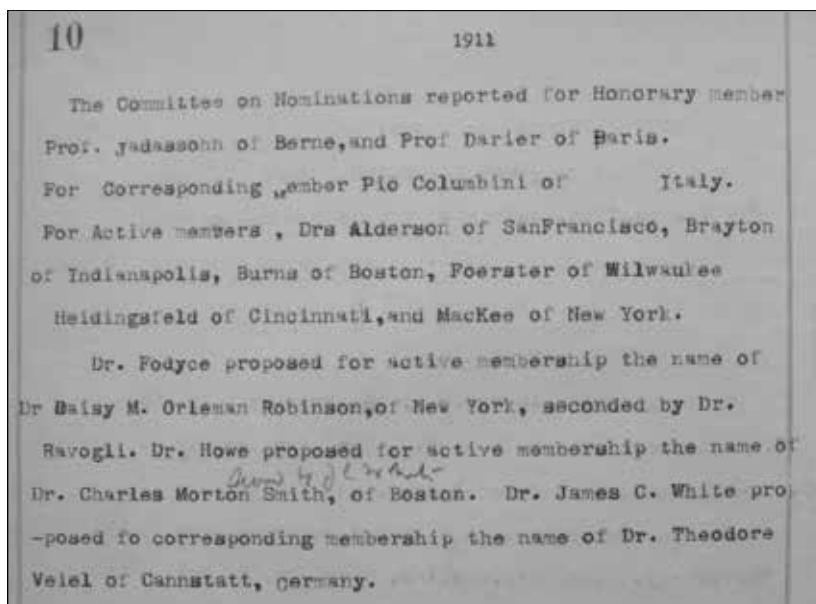 10 1911
The Committee on Nominations reported for Honorary member
Prof. jadassohn of Berne,and Prof Darier of Baris.
For Corresponding ember Pio Columbini of Italy.
For Active members , Drs Alderson of SanFrancisco, Brayton
of Indianapolis, Burns of Boston, Foerster of Wilwaukee
Heidingsfeld of Cincinnati,and MacKee of New York.
Dr. Fodyce proposed for active membership the name of
Dr Daisy M. Orleman Robinson,of New York, seconded by Dr.
Ravogli. Dr. Howe proposed for active membership the name of
Dr. Charles Morton Smith, of Boston. Dr. James C. White pro
-posed fo corresponding membership the name of Dr. Theodore
Veiel of Cannstatt, germany.